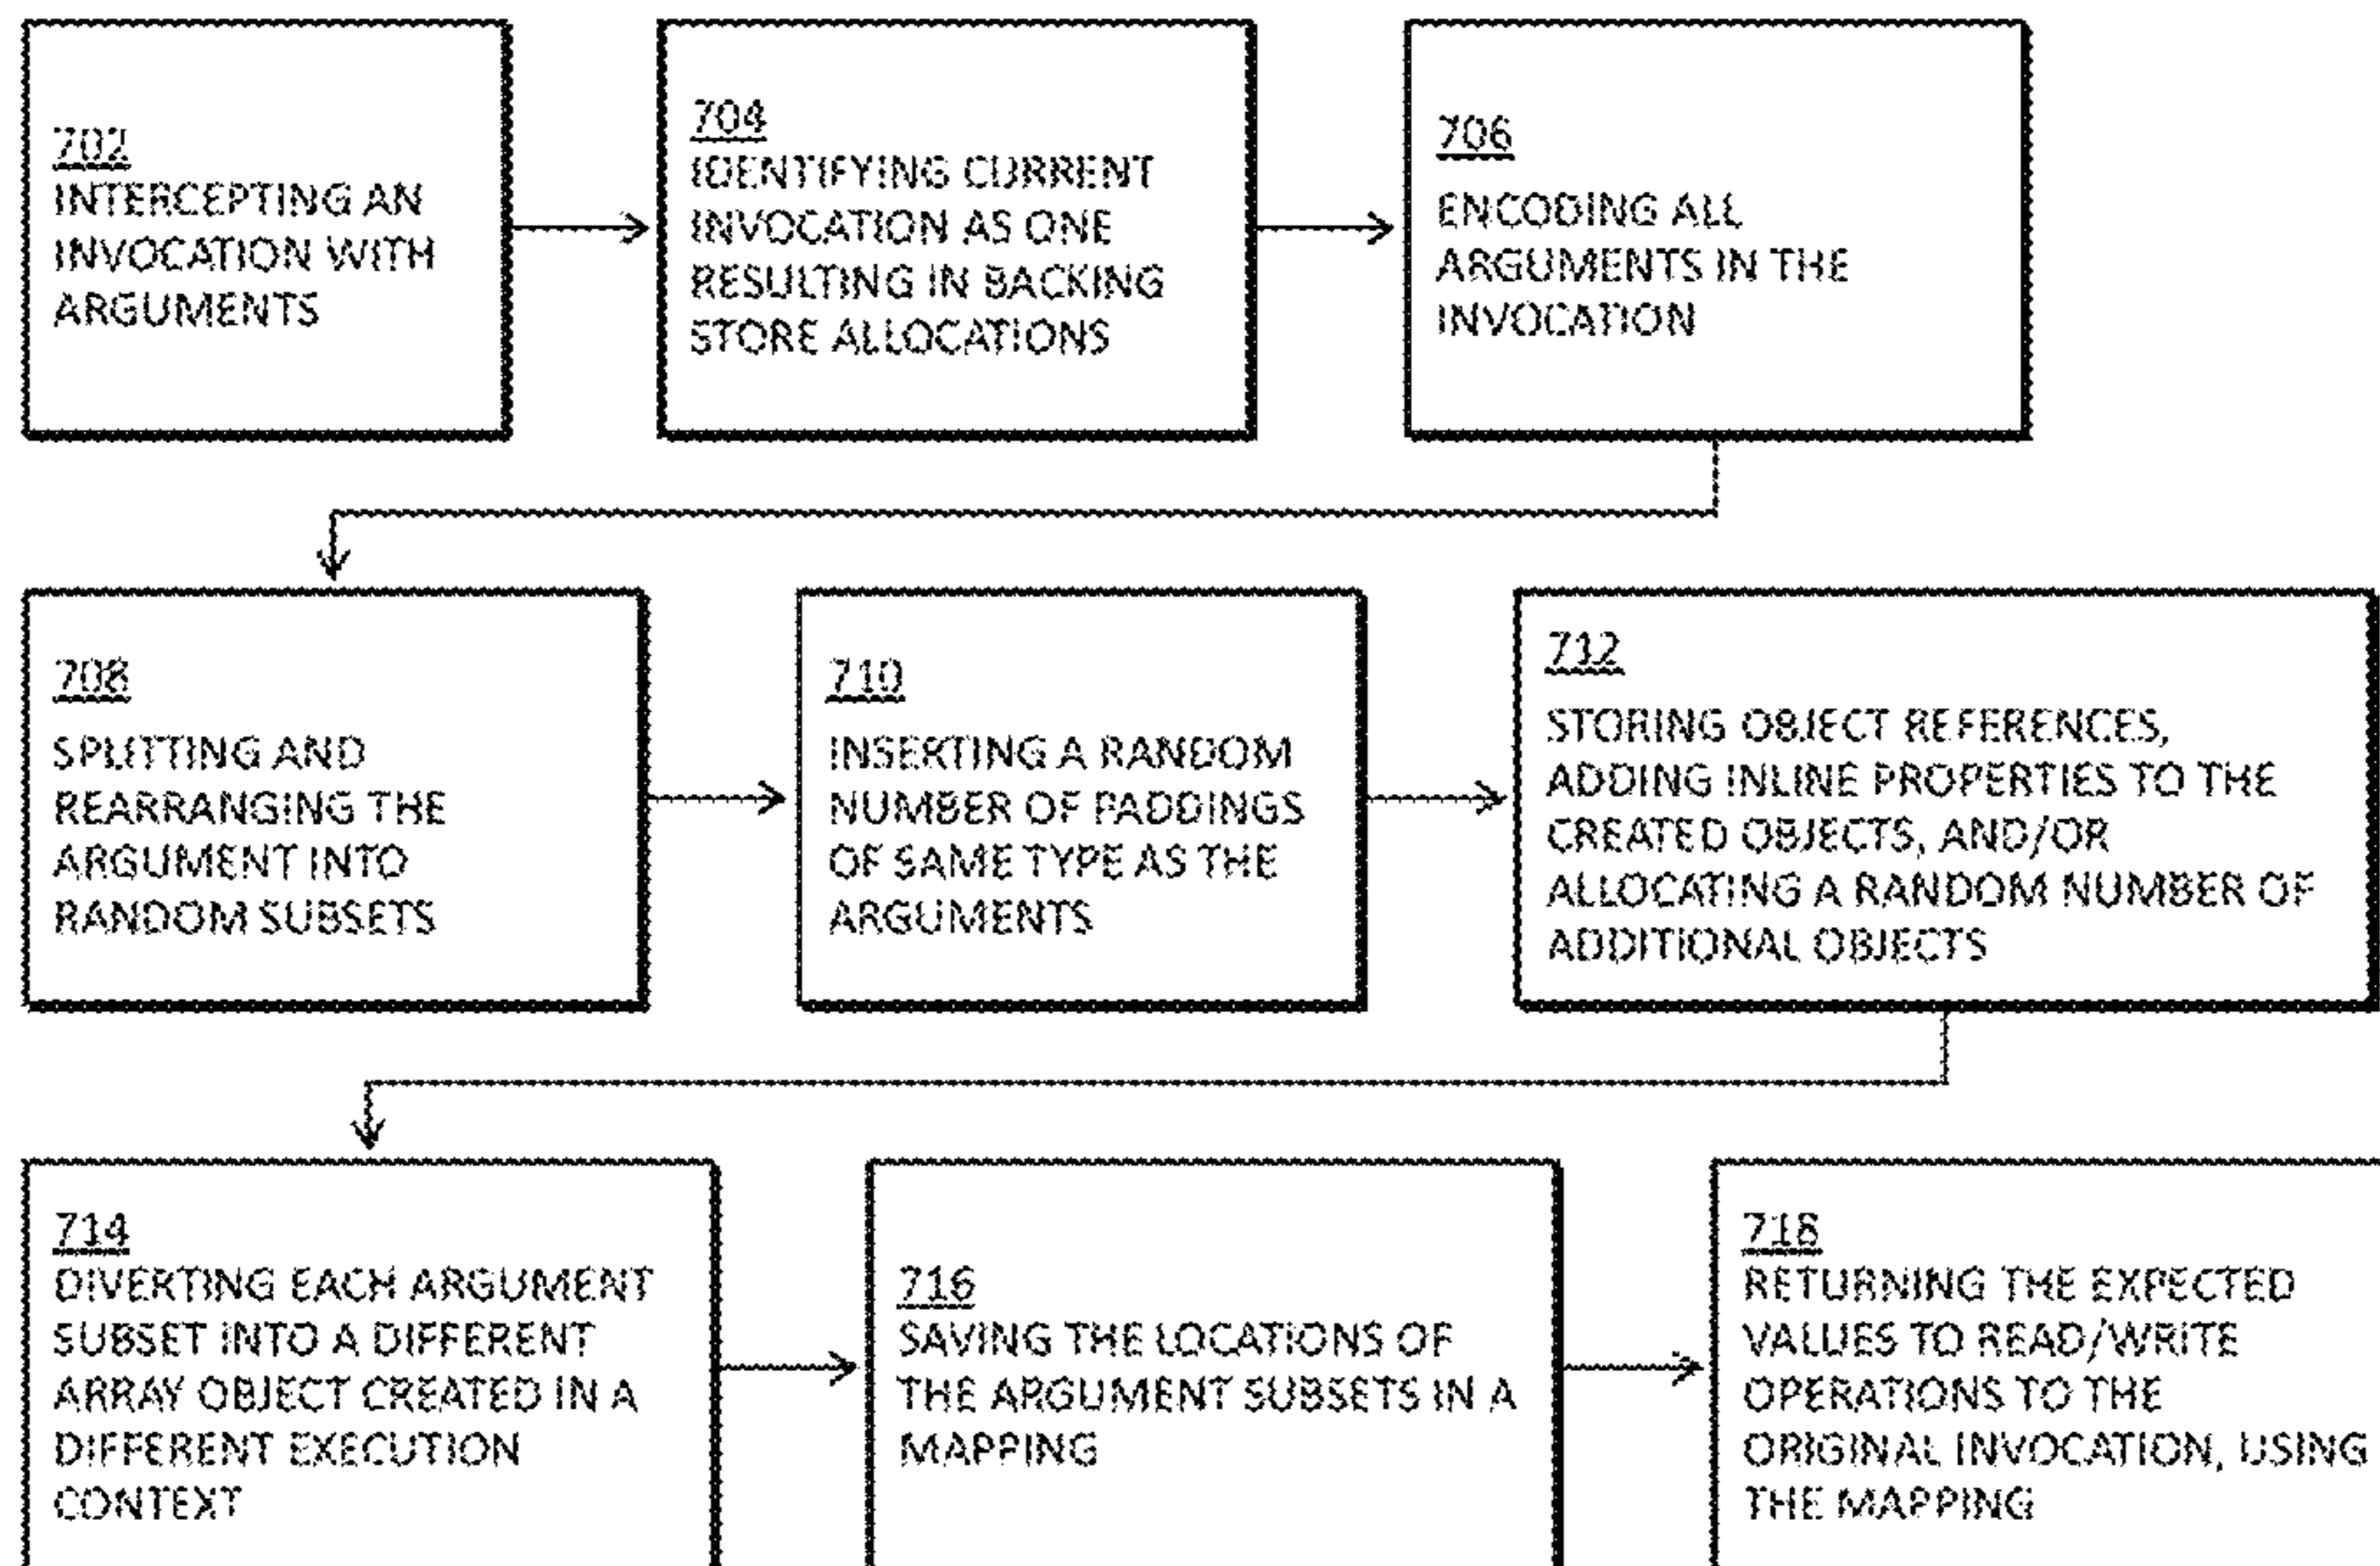 702
INTERCEPTING AN
INVOCATION WITH
ARGUMENTS
704
IDENTIFYING CURRENT
INVOCATION AS ONE
RESULTING IN BACKING
STORE ALLOCATIONS
706
ENCODING ALL
ARGUMENTS IN THE
INVOCATION
708
SPLITTING AND
REARRANGING THE
ARGUMENT INTO
RANDOM SUBSETS
710
INSERTING A RANDOM
NUMBER OF PADDINGS
OF SAME TYPE AS THE
ARGUMENTS
712
STORING OBJECT REFERENCES,
ADDING INLINE PROPERTIES TO THE
CREATED OBJECTS, AND/OR
ALLOCATING A RANDOM NUMBER OF
ADDITIONAL OBJECTS
714
DIVERTING EACH ARGUMENT
SUBSET INTO A DIFFERENT
ARRAY OBJECT CREATED IN A
DIFFERENT EXECUTION
CONTEXT
716
SAVING THE LOCATIONS OF
THE ARGUMENT SUBSETS IN A
MAPPING
718
RETURNING THE EXPECTED
VALUES TO READ/WRITE
OPERATIONS TO THE
ORIGINAL INVOCATION, USING
THE MAPPING